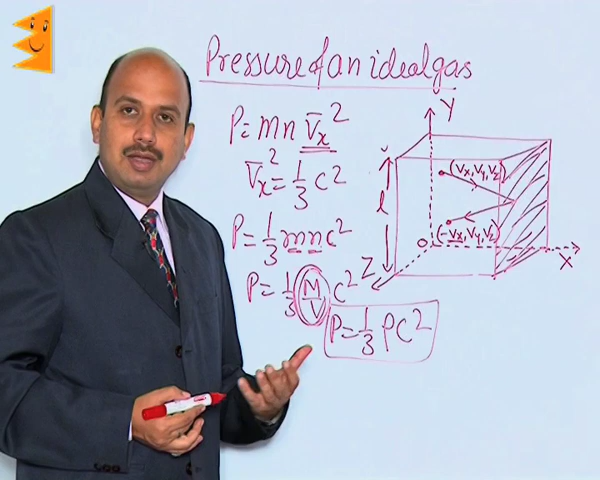 Pressure of an ideal gas
P = mn V̄x²
V̄x² = 1/3 c²
P = 1/3 mnc²
P = 1/3 M/V c²
P = 1/3 ρc²
Y
(Vx, Vy, Vz)
l
(-Vx, Vy, Vz)
O
Z
X